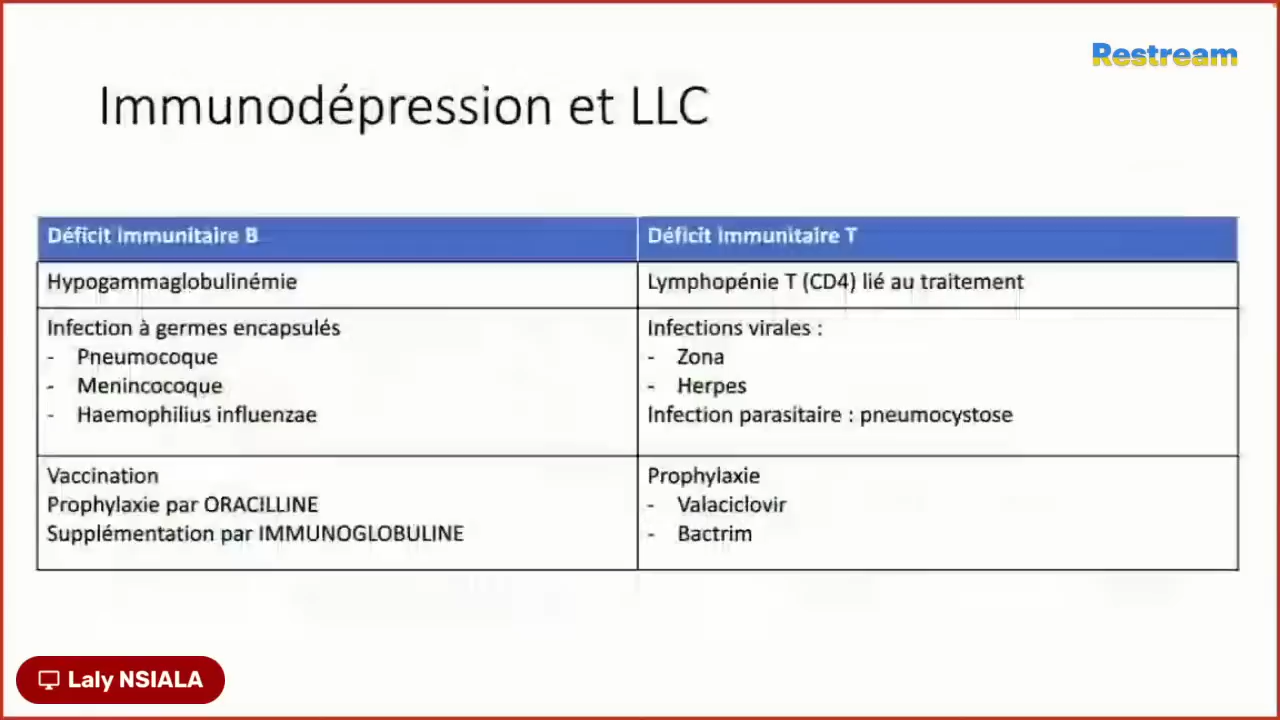 Restream
Immunodépression et LLC
Déficit immunitaire B
Déficit immunitaire T
Hypogammaglobulinémie
Lymphopénie T (CD4) lié au traitement
Infection à germes encapsulés
- Pneumocoque
- Menincocoque
- Haemophilius influenzae
Infections virales :
- Zona
- Herpes
Infection parasitaire : pneumocystose
Vaccination
Prophylaxie par ORACILLINE
Supplémentation par IMMUNOGLOBULINE
Prophylaxie
- Valaciclovir
- Bactrim
Laly NSIALA